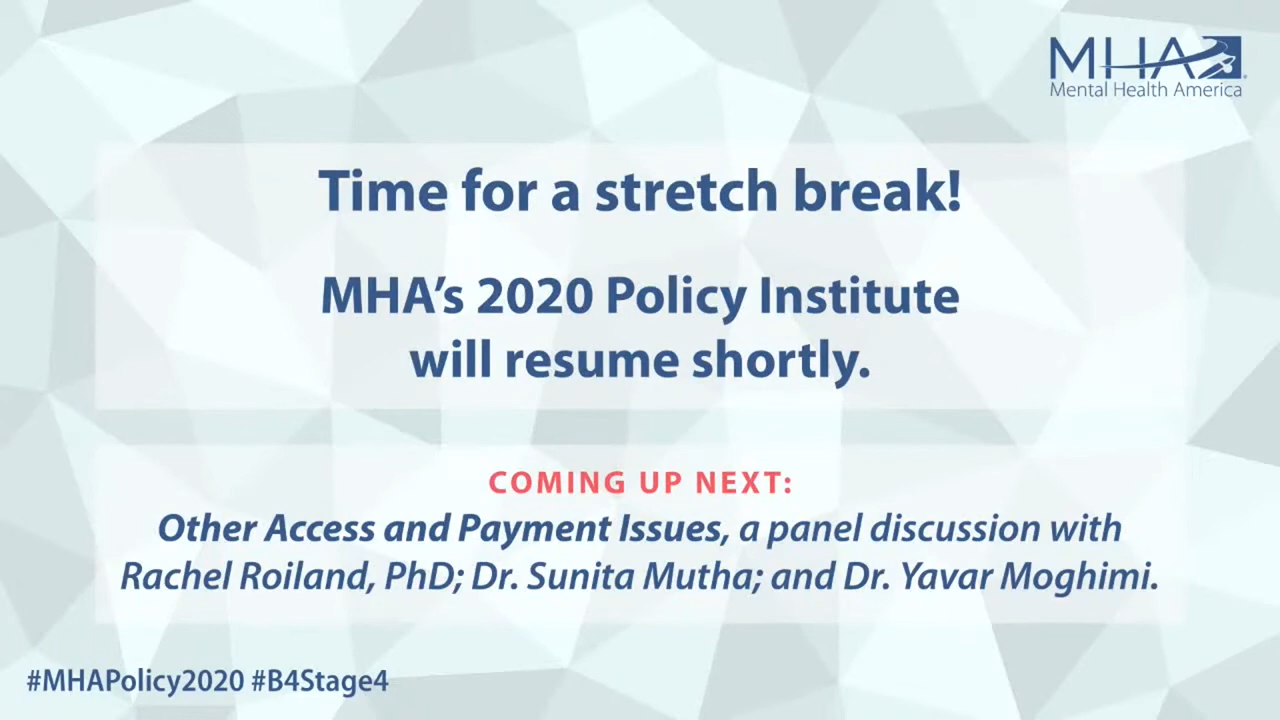 MHA
Mental Health America
Time for a stretch break!
MHA’s 2020 Policy Institute
will resume shortly.
COMING UP NEXT:
Other Access and Payment Issues, a panel discussion with
Rachel Roiland, PhD; Dr. Sunita Mutha; and Dr. Yavar Moghimi.
#MHAPolicy2020 #B4Stage4